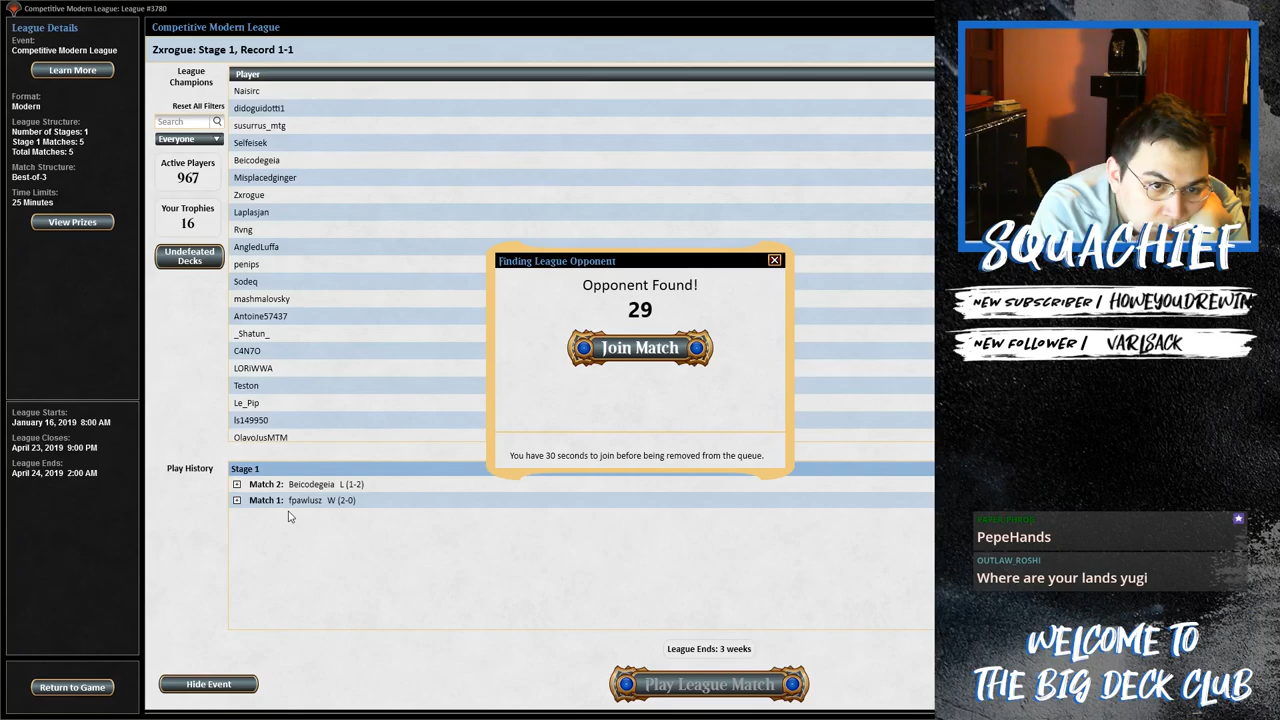 Competitive Modern League: League #3780
League Details
Event:
Competitive Modern League
Learn More
Format:
Modern
League Structure:
Number of Stages: 1
Stage 1 Matches: 5
Total Matches: 5
Match Structure:
Best-of-3
Time Limits:
25 Minutes
View Prizes
League Starts:
January 16, 2019 8:00 AM
League Closes:
April 23, 2019 9:00 PM
League Ends:
April 24, 2019 2:00 AM
Return to Game
Competitive Modern League
Zxrogue: Stage 1, Record 1-1
League
Champions
Reset All Filters
Search
Everyone
Active Players
967
Your Trophies
16
Undefeated
Decks
Player
Naisirc
didoguidotti1
susurrus_mtg
Selfeisek
Beicodegeia
Misplacedginger
Zxrogue
Laplasjan
Rvng
AngledLuffa
penips
Sodeq
mashmalovsky
Antoine57437
_Shatun_
C4N7O
LORiWWA
Teston
Le_Pip
ls149950
OlavoJusMTM
Finding League Opponent
Opponent Found!
29
Join Match
You have 30 seconds to join before being removed from the queue.
Play History
Stage 1
Match 2: Beicodegeia L (1-2)
Match 1: fpawlusz W (2-0)
League Ends: 3 weeks
Hide Event
Play League Match
SQUACHIEF
NEW SUBSCRIBER / HOWEYOUDREWIN
NEW FOLLOWER / VARLSACK
PepeHands
OUTLAW_ROSHI
Where are your lands yugi
WELCOME TO
THE BIG DECK CLUB